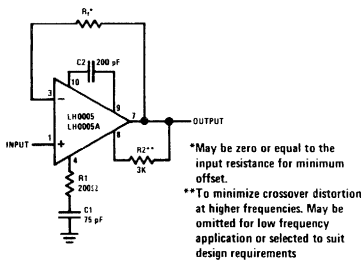 Rf*
C2
200 pF
10
3
−
LH0005
LH0005A
9
7
OUTPUT
INPUT
1
+
8
4
R2**
3K
R1
200Ω
C1
75 pF
*May be zero or equal to the
input resistance for minimum
offset.
**To minimize crossover distortion
at higher frequencies. May be
omitted for low frequency
application or selected to suit
design requirements